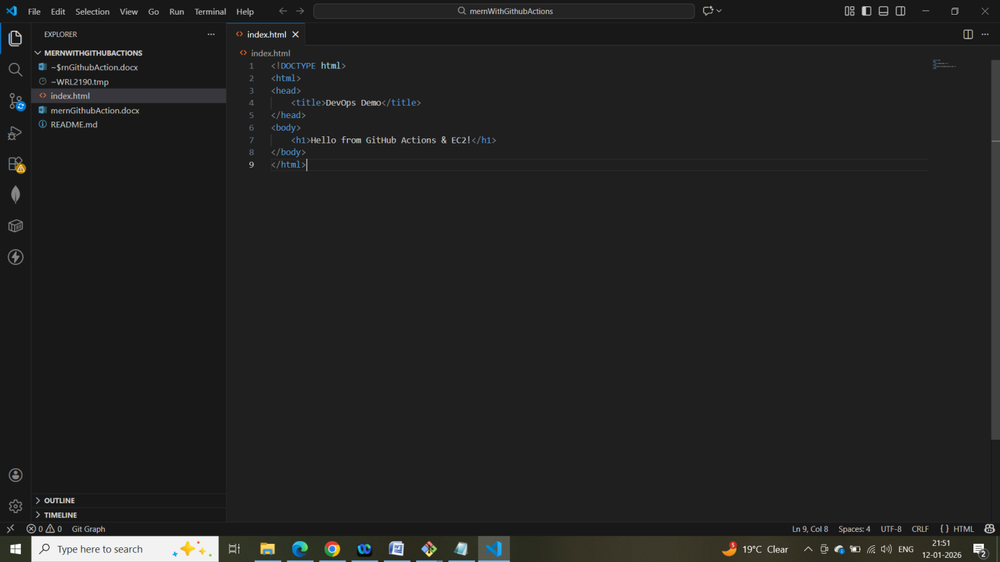 File Edit Selection View Go Run Terminal Help
mernWithGithubActions
EXPLORER
MERNWITHGITHUBACTIONS
~$rnGithubAction.docx
~WRL2190.tmp
index.html
mernGithubAction.docx
README.md
OUTLINE
TIMELINE
index.html
index.html
1 <!DOCTYPE html>
2 <html>
3 <head>
4 <title>DevOps Demo</title>
5 </head>
6 <body>
7 <h1>Hello from GitHub Actions & EC2!</h1>
8 </body>
9 </html>
0 0 Git Graph
Ln 9, Col 8 Spaces: 4 UTF-8 CRLF {} HTML
Type here to search
5 19°C Clear
ENG
21:51
12-01-2026
2